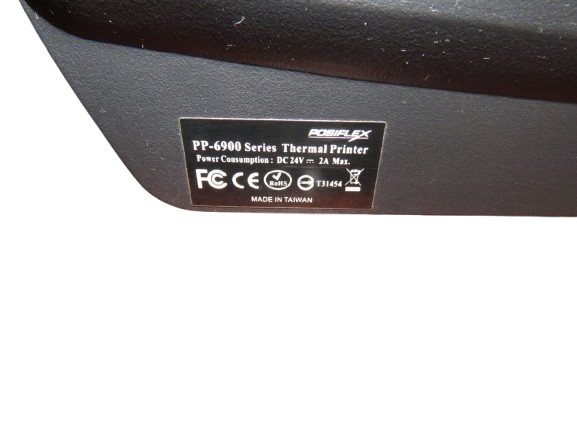 POSIFLEX
PP-6900 Series Thermal Printer
Power Consumption : DC 24V ⎓ 2A Max.
FC CE RoHS T31454
MADE IN TAIWAN